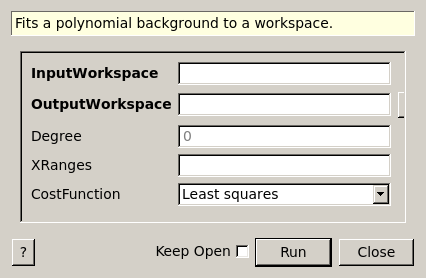 Fits a polynomial background to a workspace.
InputWorkspace
OutputWorkspace
Degree 0
XRanges
CostFunction Least squares
? Keep Open Run Close